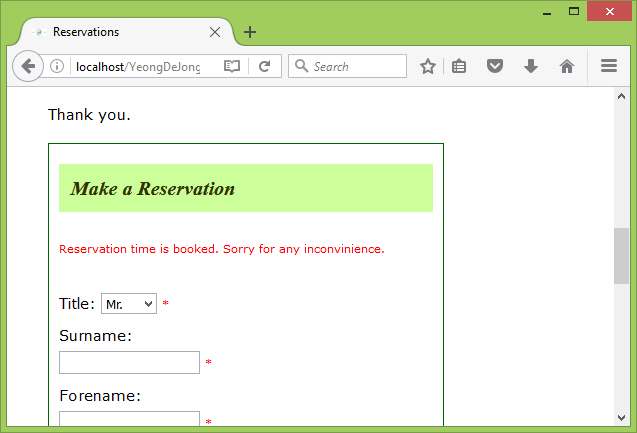 Reservations
localhost/YeongDeJong
Search
Thank you.
Make a Reservation
Reservation time is booked. Sorry for any inconvinience.
Title: Mr. *
Surname:
*
Forename:
*